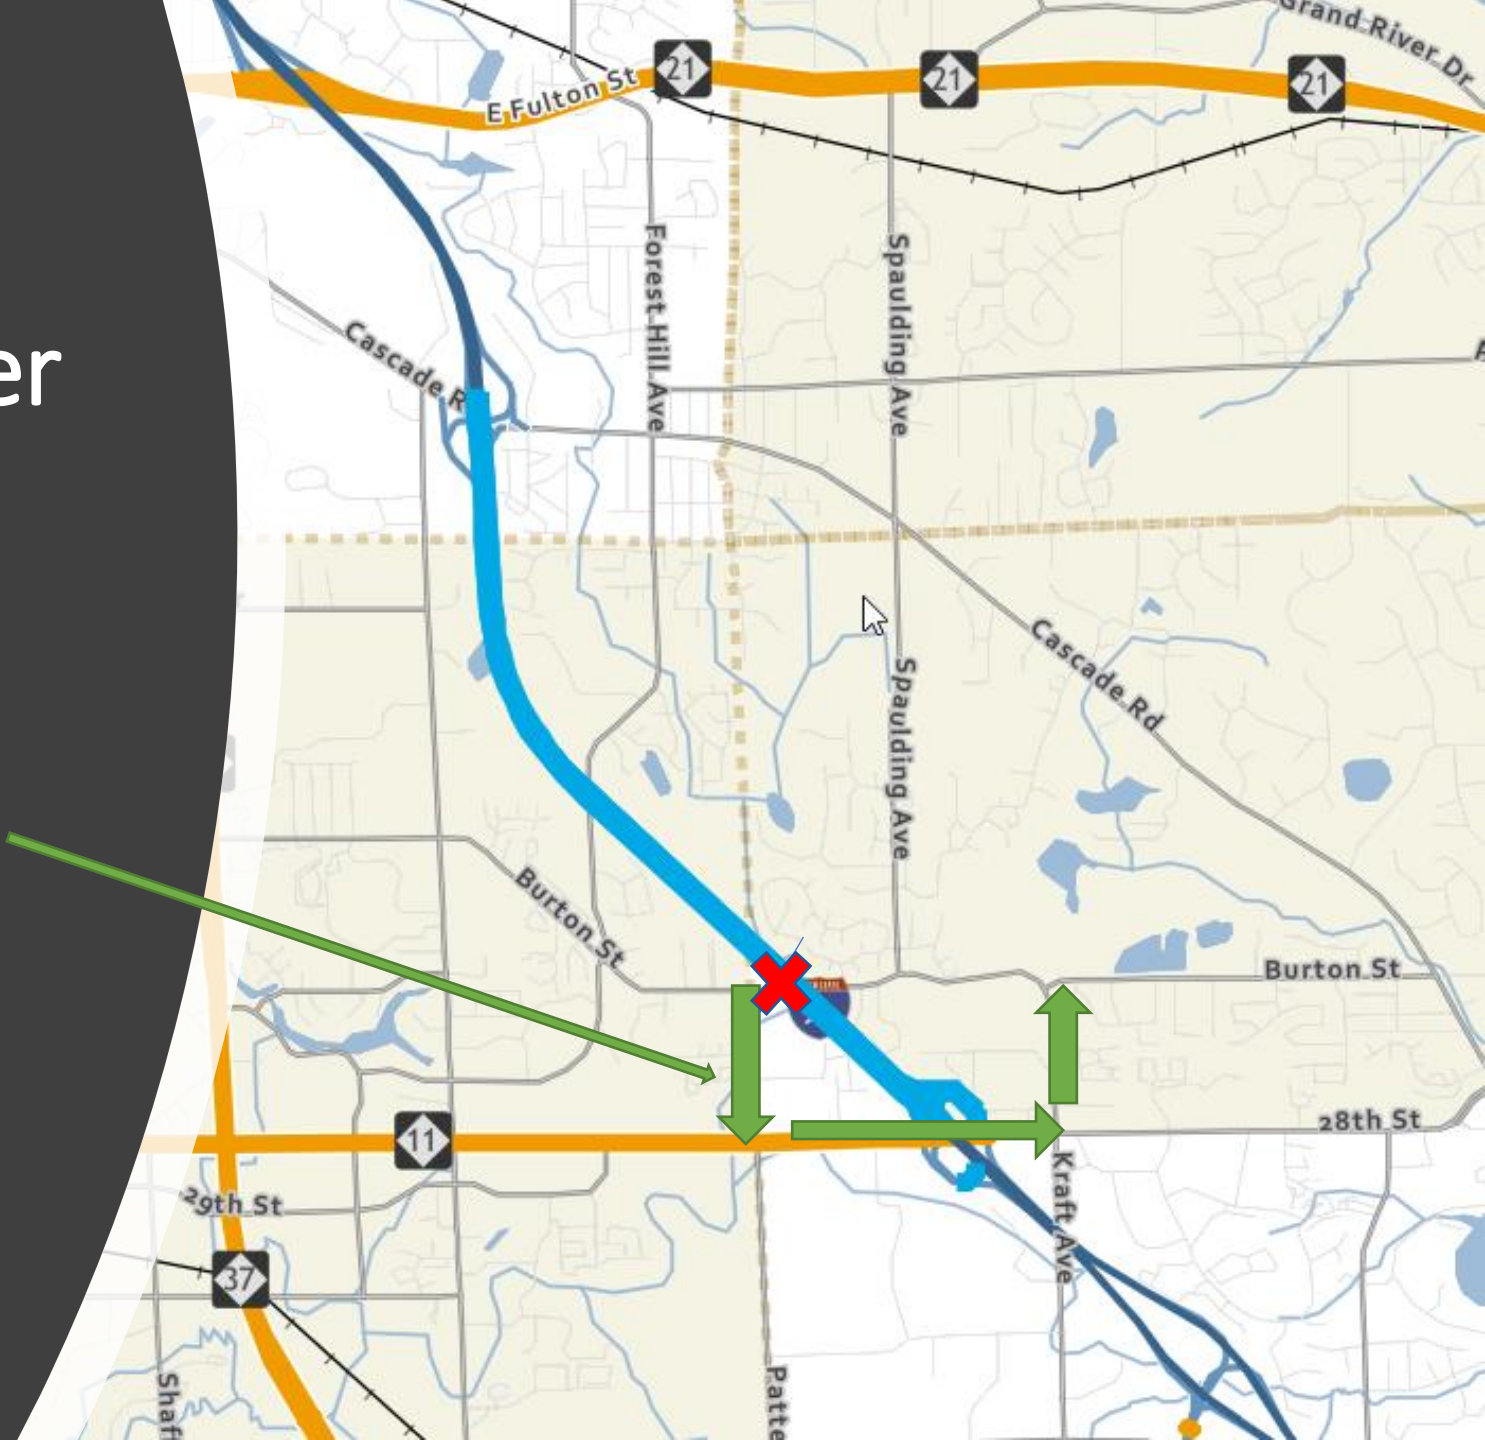 Grand River Dr
21
21
21
E Fulton St
Forest Hill Ave
Spaulding Ave
er
Cascade R
Cascade Rd
Spaulding Ave
Burton St
Burton St
28th St
11
Kraft Ave
29th St
37
Shaf
Patte